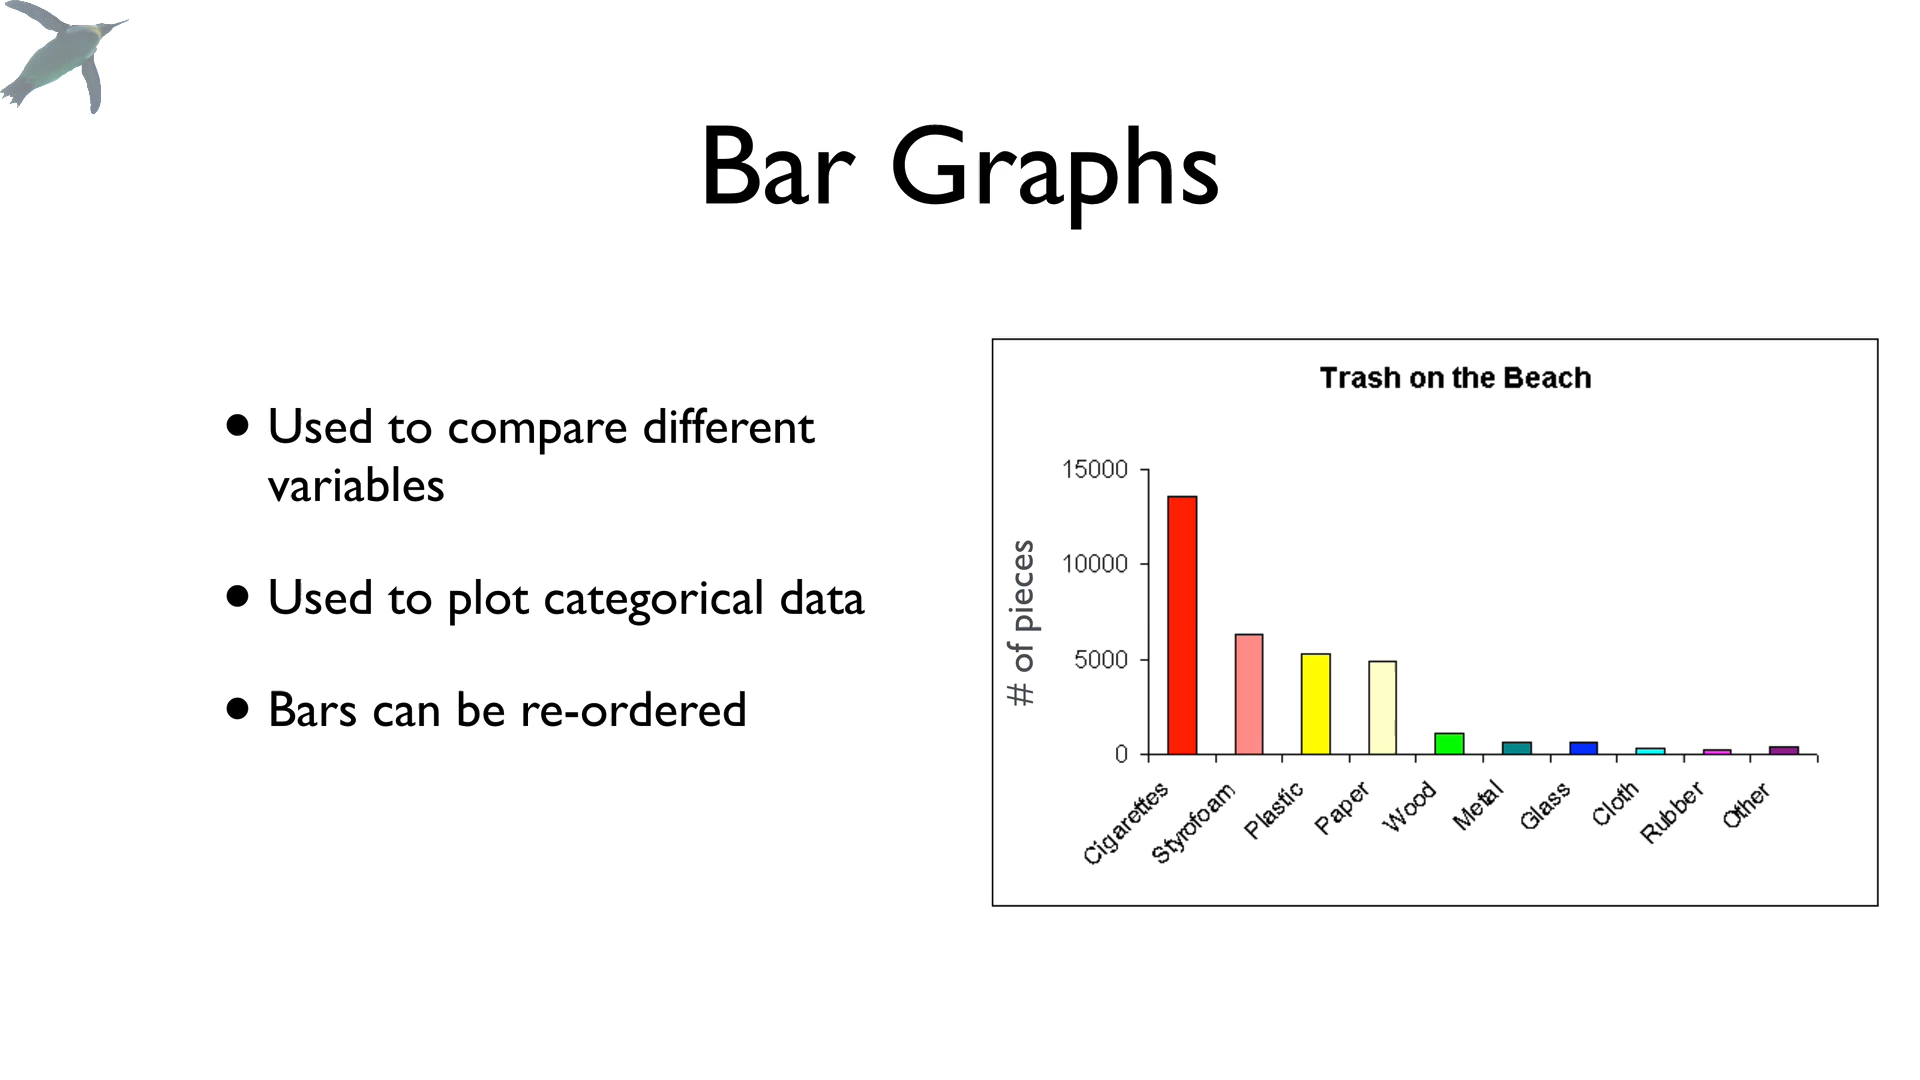 Bar Graphs
• Used to compare different
variables
• Used to plot categorical data
• Bars can be re-ordered
Trash on the Beach
# of pieces
15000
10000
5000
0
Cigarettes
Styrofoam
Plastic
Paper
Wood
Metal
Glass
Cloth
Rubber
Other